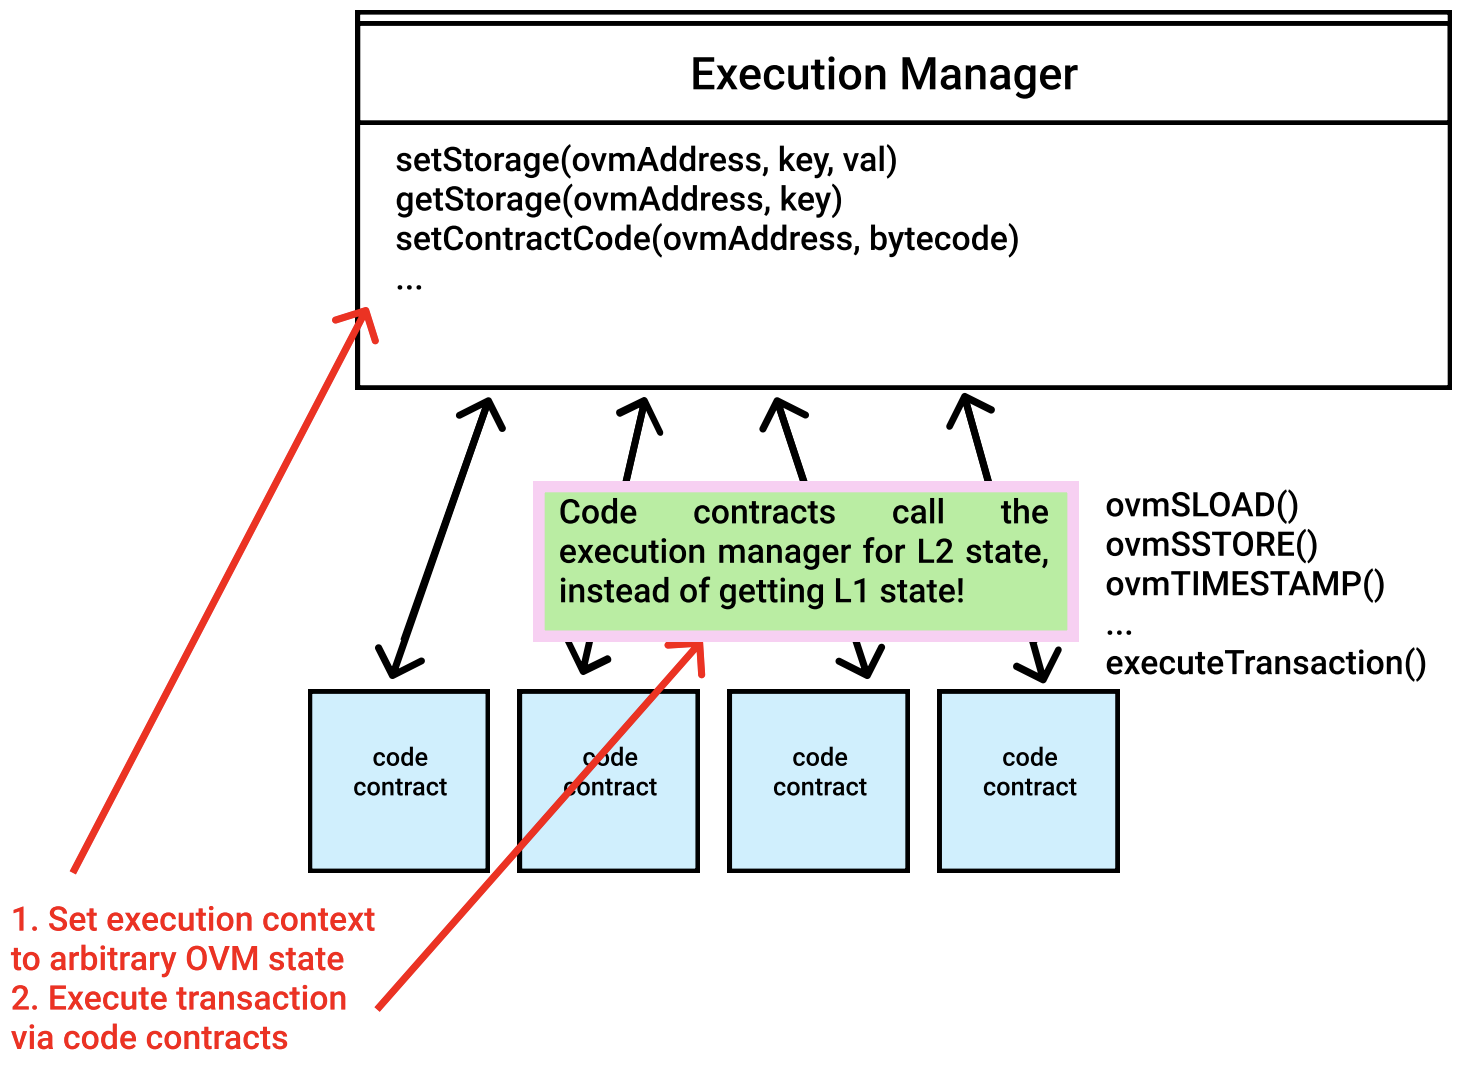 Execution Manager
setStorage(ovmAddress, key, val)
getStorage(ovmAddress, key)
setContractCode(ovmAddress, bytecode)
...
Code contracts call the
execution manager for L2 state,
instead of getting L1 state!
ovmSLOAD()
ovmSSTORE()
ovmTIMESTAMP()
...
executeTransaction()
code
contract
code
contract
code
contract
code
contract
1. Set execution context
to arbitrary OVM state
2. Execute transaction
via code contracts